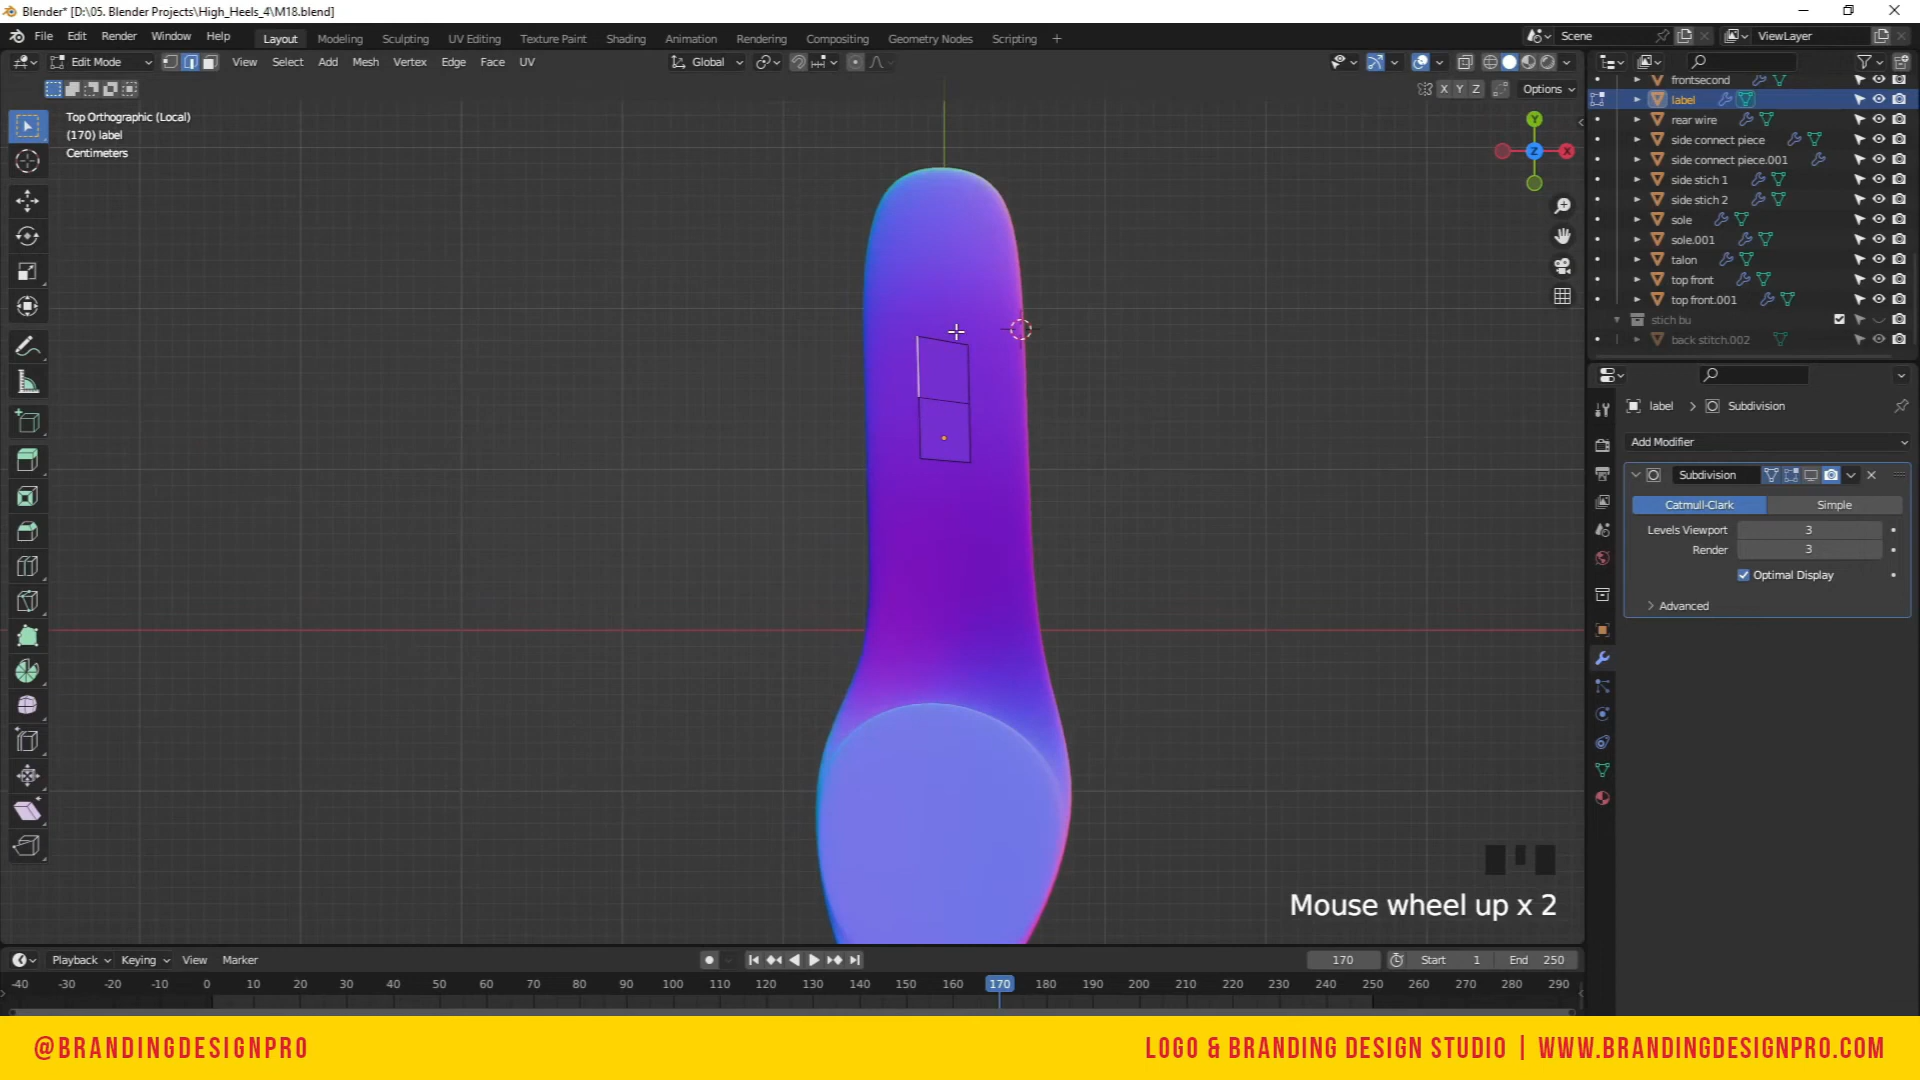 Blender* [D:\05. Blender Projects\High_Heels_4\M18.blend]
File Edit Render Window Help Layout Modeling Sculpting UV Editing Texture Paint Shading Animation Rendering Compositing Geometry Nodes Scripting + Scene ViewLayer
Edit Mode View Select Add Mesh Vertex Edge Face UV Global
X Y Z Options
Top Orthographic (Local)
(170) label
Centimeters
Y
Z X
frontsecond
label
rear wire
side connect piece
side connect piece.001
side stich 1
side stich 2
sole
sole.001
talon
top front
top front.001
stich bu
back stitch.002
label > Subdivision
Add Modifier
Subdivision
Catmull-Clark Simple
Levels Viewport 3
Render 3
Optimal Display
Advanced
Mouse wheel up x 2
Playback Keying View Marker 170 Start 1 End 250
-40 -30 -20 -10 0 10 20 30 40 50 60 70 80 90 100 110 120 130 140 150 160 170 180 190 200 210 220 230 240 250 260 270 280 290
@BRANDINGDESIGNPRO LOGO & BRANDING DESIGN STUDIO | WWW.BRANDINGDESIGNPRO.COM